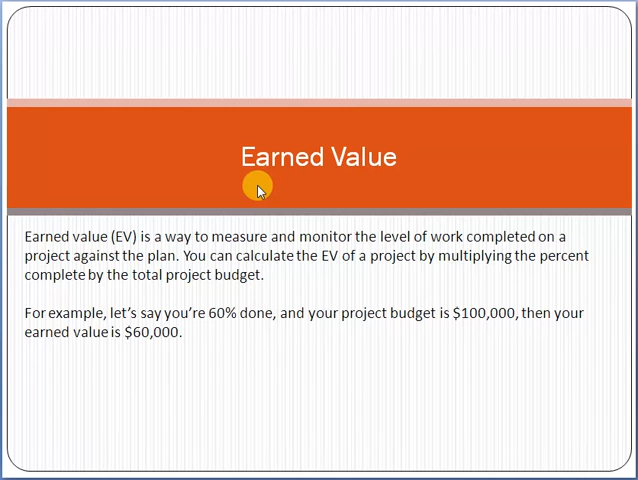 Earned Value
Earned value (EV) is a way to measure and monitor the level of work completed on a
project against the plan. You can calculate the EV of a project by multiplying the percent
complete by the total project budget.
For example, let’s say you’re 60% done, and your project budget is $100,000, then your
earned value is $60,000.